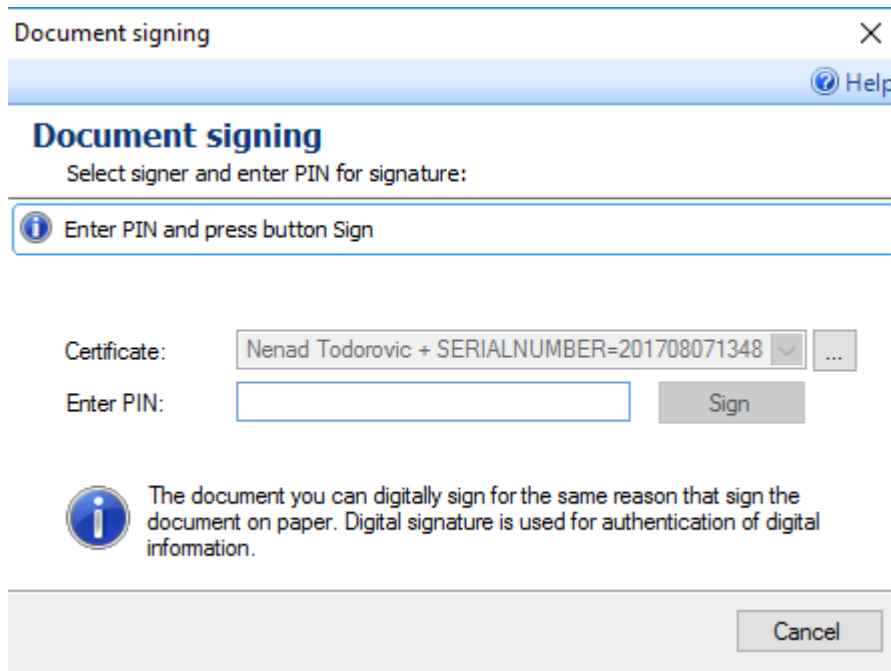 Document signing
Help
Document signing
Select signer and enter PIN for signature:
Enter PIN and press button Sign
Certificate: Nenad Todorovic + SERIALNUMBER=201708071348 ...
Enter PIN: Sign
The document you can digitally sign for the same reason that sign the
document on paper. Digital signature is used for authentication of digital
information.
Cancel